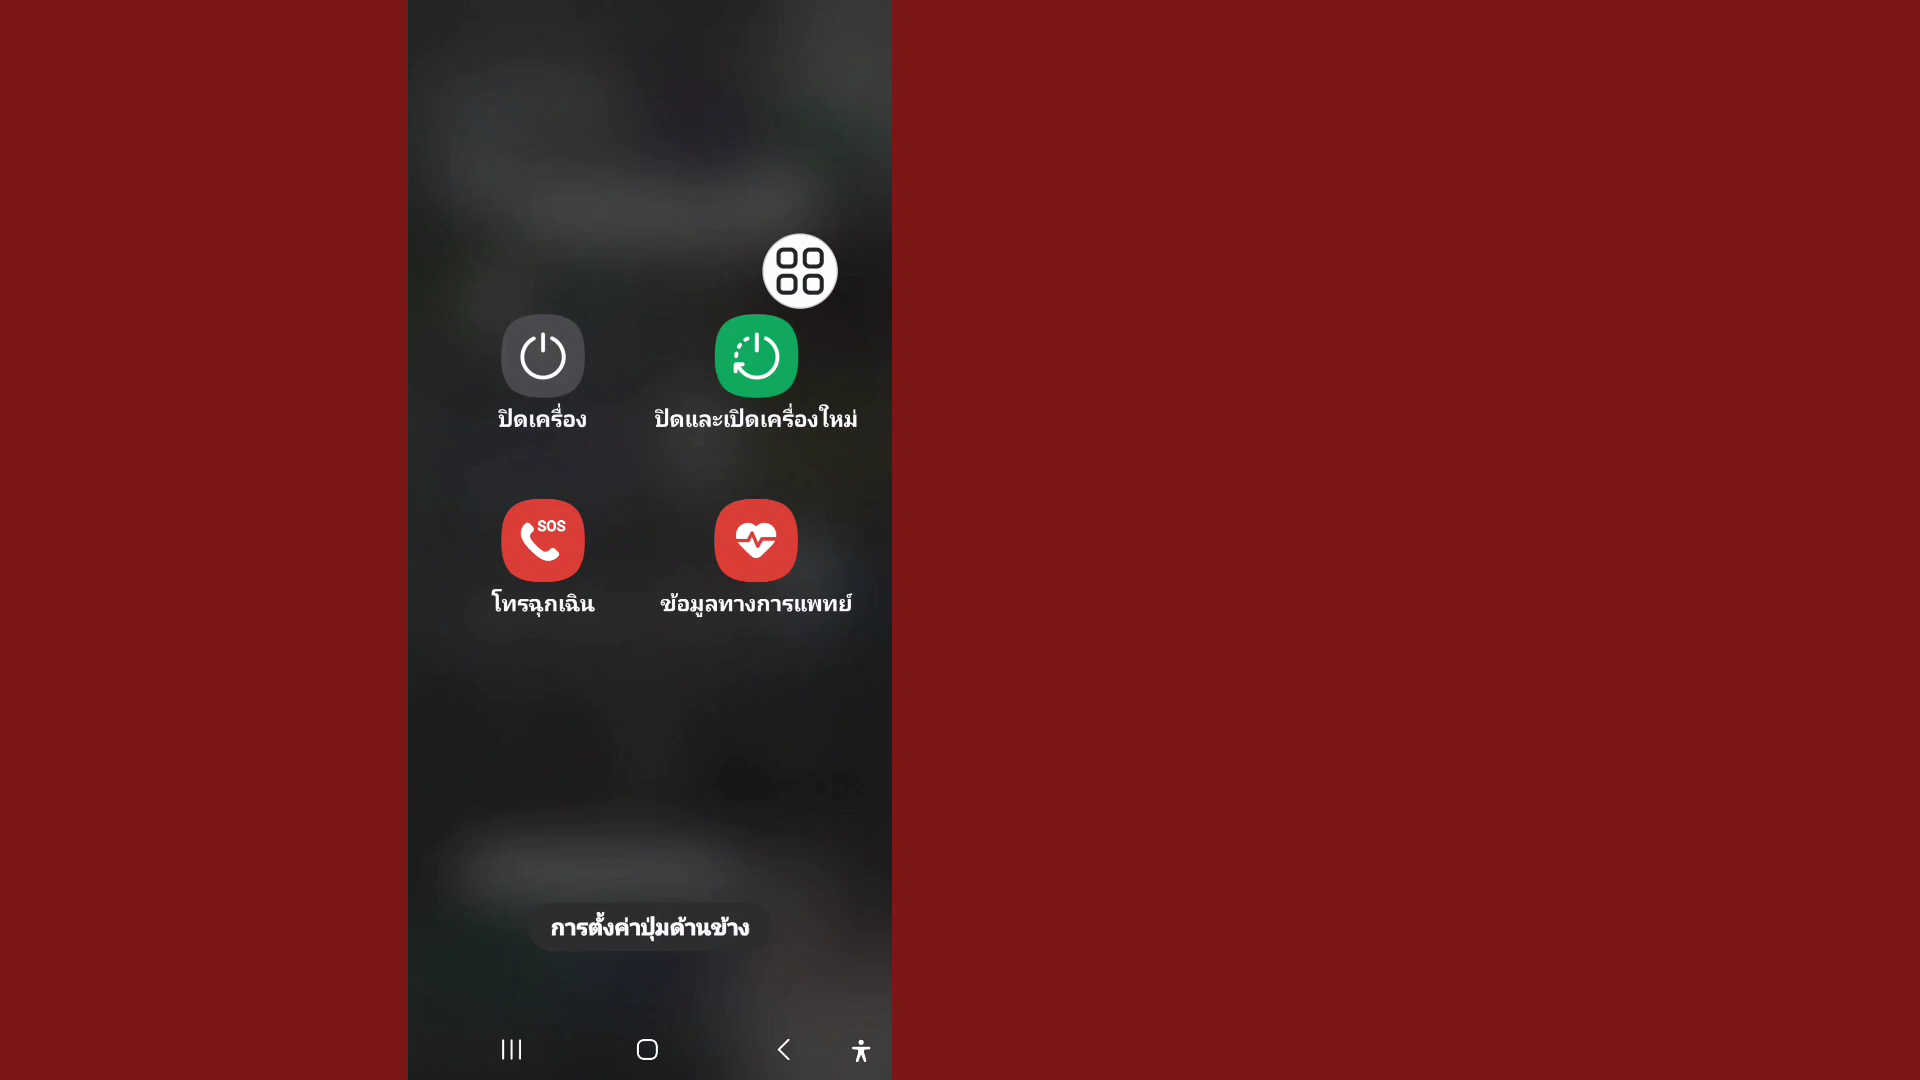 ปิดเครื่อง
ปิดและเปิดเครื่องใหม่
SOS
โทรฉุกเฉิน
ข้อมูลทางการแพทย์
การตั้งค่าปุ่มด้านข้าง